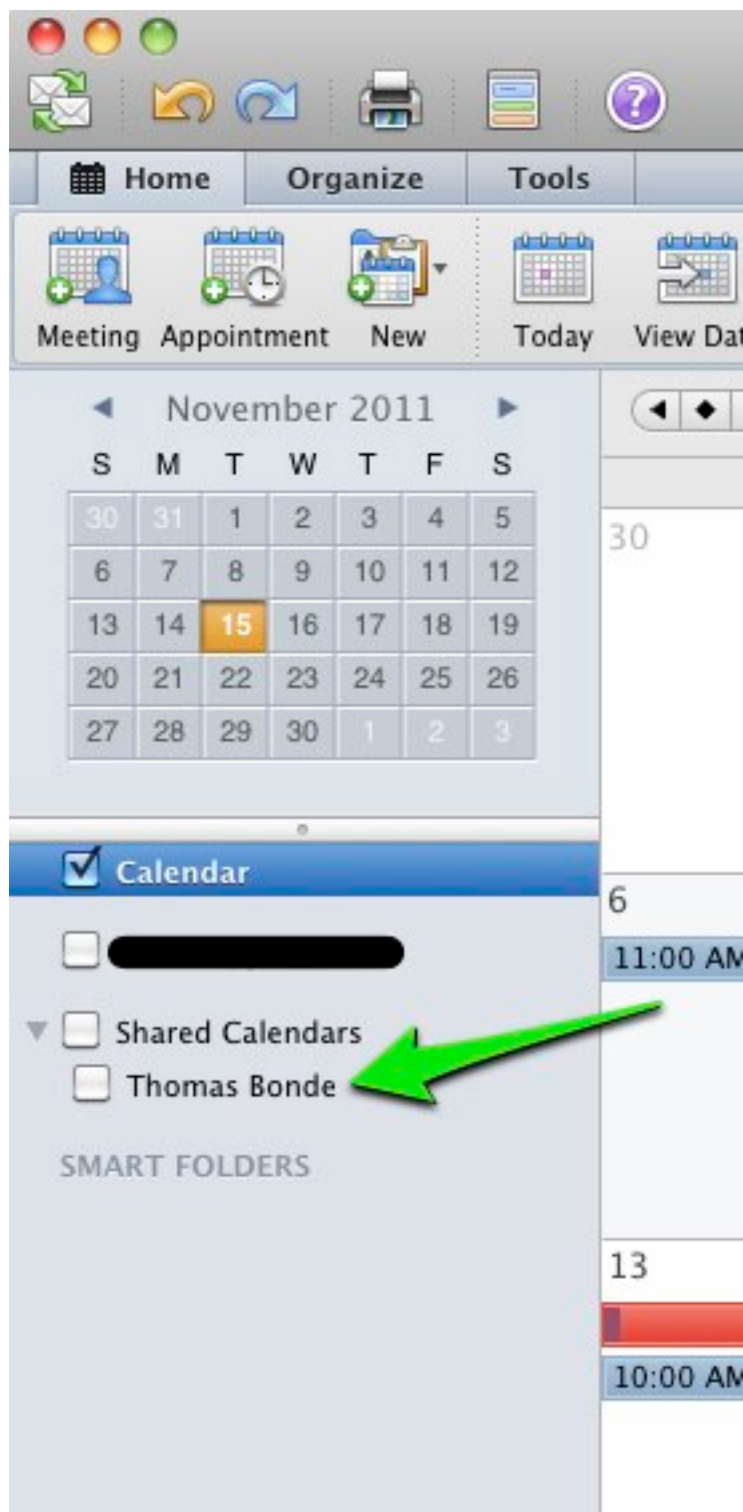 Home Organize Tools
Meeting Appointment New Today View Dat
November 2011
S M T W T F S
30 31 1 2 3 4 5
6 7 8 9 10 11 12
13 14 15 16 17 18 19
20 21 22 23 24 25 26
27 28 29 30 1 2 3
30
Calendar
6
11:00 AM
Shared Calendars
Thomas Bonde
SMART FOLDERS
13
10:00 AM